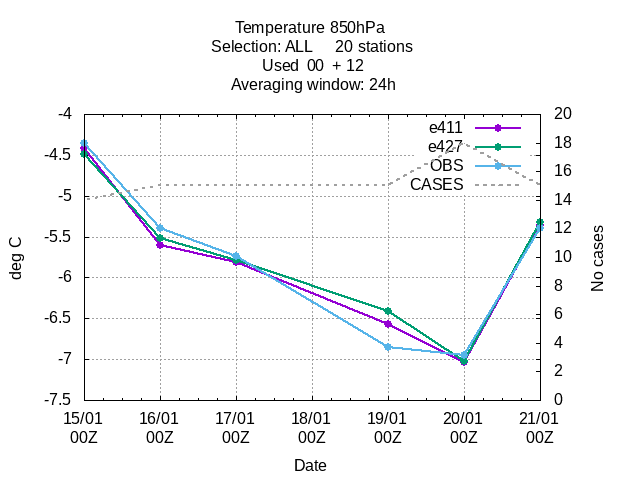 Temperature 850hPa
Selection: ALL     20 stations
Used  00  + 12
Averaging window: 24h
-4
-4.5
-5
-5.5
-6
-6.5
-7
-7.5
deg C
20
18
16
14
12
10
8
6
4
2
0
No cases
e411
e427
OBS
CASES
15/01 16/01 17/01 18/01 19/01 20/01 21/01
00Z 00Z 00Z 00Z 00Z 00Z 00Z
Date